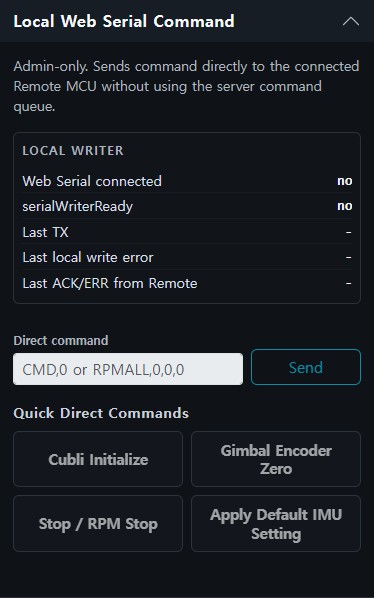 Local Web Serial Command
Admin-only. Sends command directly to the connected
Remote MCU without using the server command
queue.
LOCAL WRITER
Web Serial connected no
serialWriterReady no
Last TX -
Last local write error -
Last ACK/ERR from Remote -
Direct command
CMD,0 or RPMALL,0,0,0
Send
Quick Direct Commands
Cubli Initialize
Gimbal Encoder
Zero
Stop / RPM Stop
Apply Default IMU
Setting